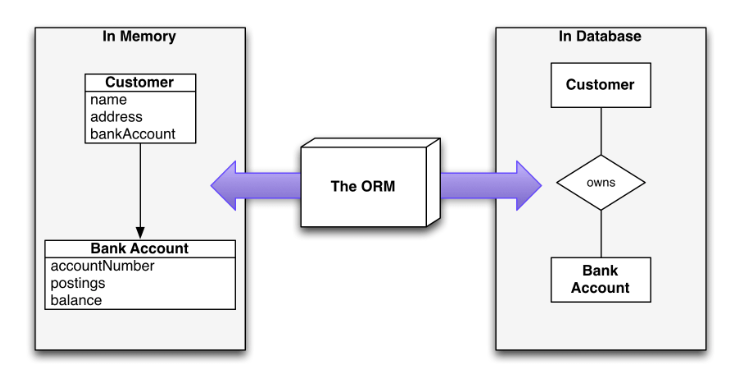 In Memory
Customer
name
address
bankAccount
Bank Account
accountNumber
postings
balance
The ORM
In Database
Customer
owns
Bank
Account